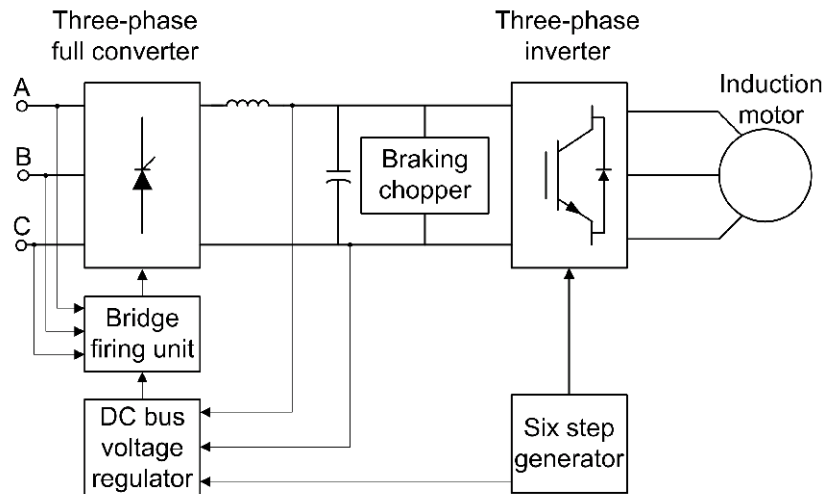 Three-phase
full converter
Three-phase
inverter
Induction
motor
A
B
C
Braking
chopper
Bridge
firing unit
DC bus
voltage
regulator
Six step
generator